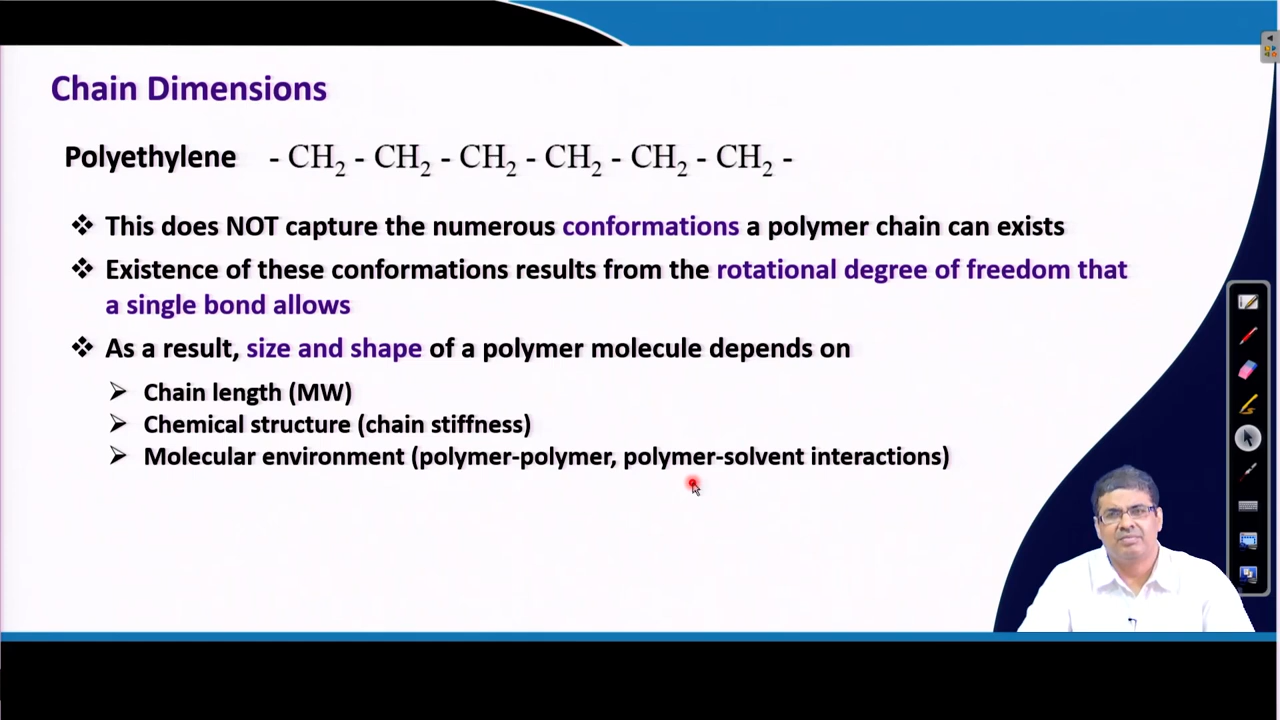 Chain Dimensions
Polyethylene - CH₂ - CH₂ - CH₂ - CH₂ - CH₂ - CH₂ -
❖ This does NOT capture the numerous conformations a polymer chain can exists
❖ Existence of these conformations results from the rotational degree of freedom that
a single bond allows
❖ As a result, size and shape of a polymer molecule depends on
➢ Chain length (MW)
➢ Chemical structure (chain stiffness)
➢ Molecular environment (polymer-polymer, polymer-solvent interactions)